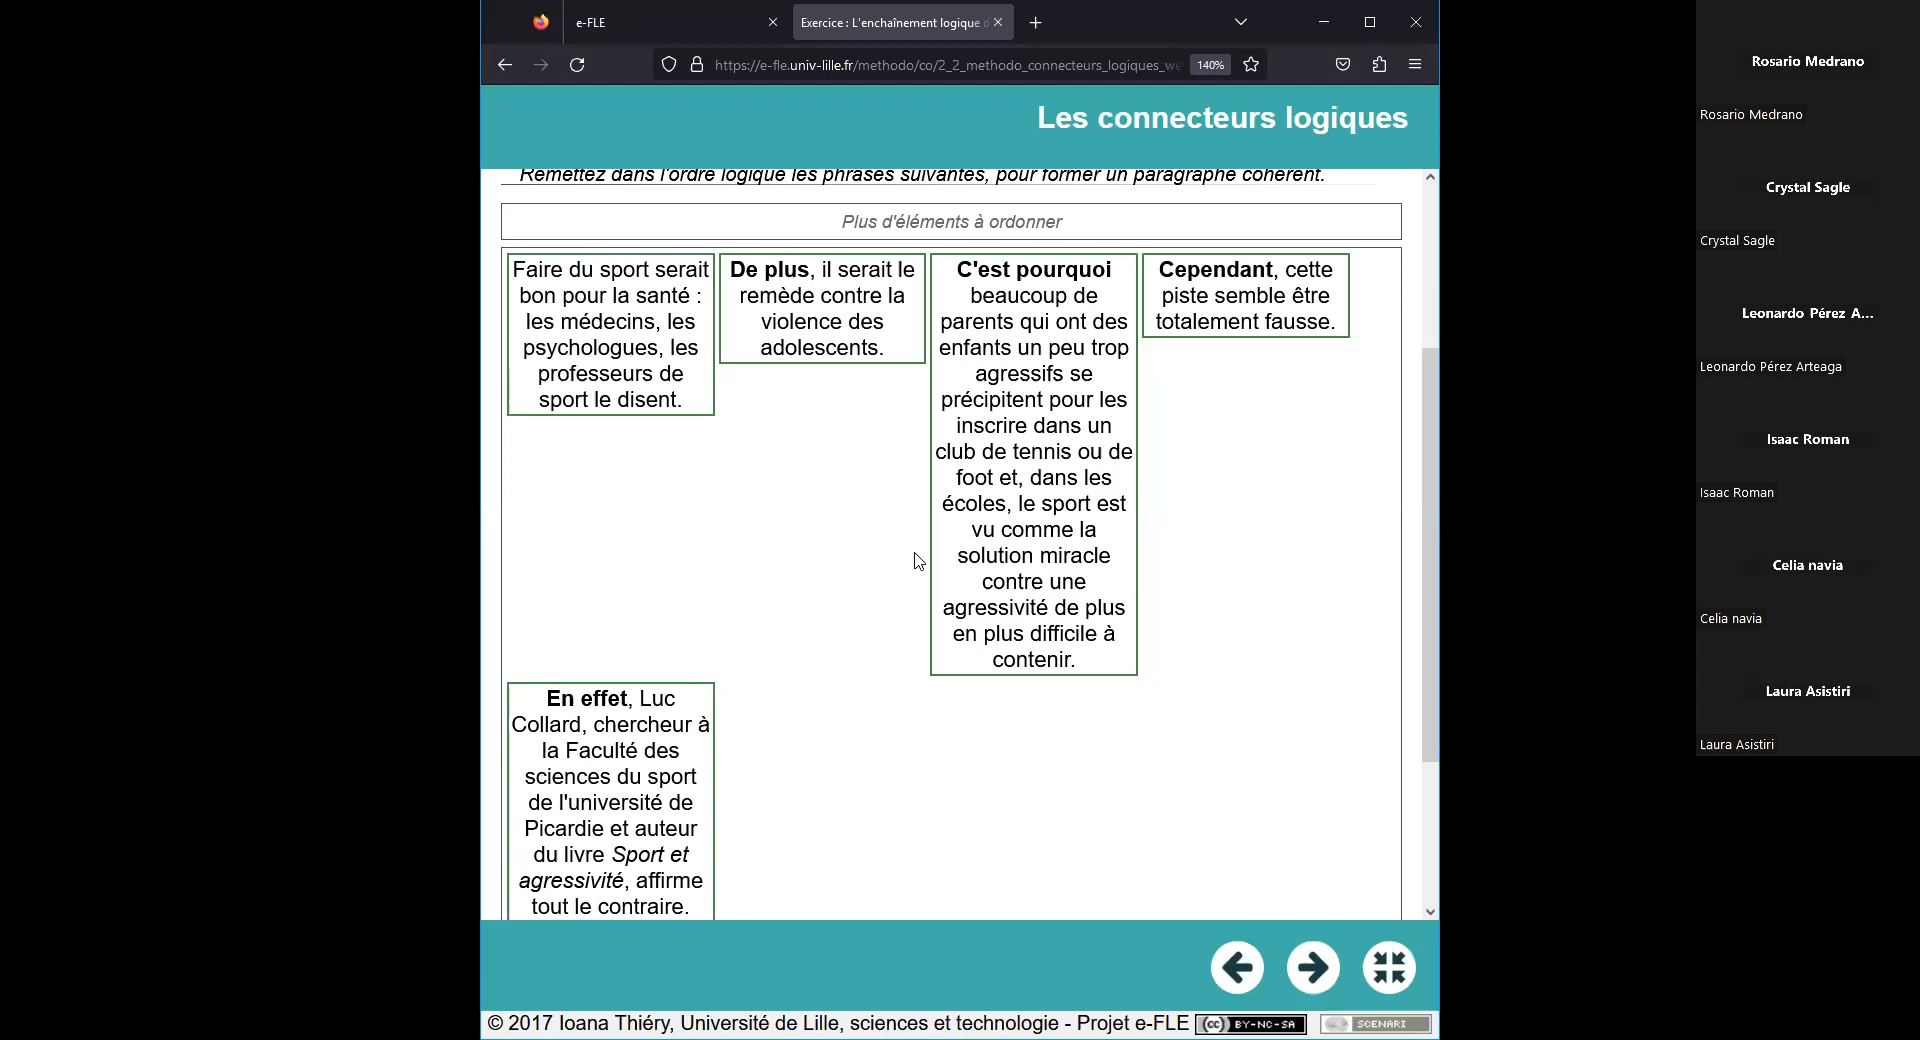 e-FLE
Exercice : L'enchaînement logique d
https://e-fle.univ-lille.fr/methodo/co/2_2_methodo_connecteurs_logiques_we
140%
Les connecteurs logiques
Remettez dans l'ordre logique les phrases suivantes, pour former un paragraphe cohérent.
Plus d'éléments à ordonner
Faire du sport serait
bon pour la santé :
les médecins, les
psychologues, les
professeurs de
sport le disent.
De plus, il serait le
remède contre la
violence des
adolescents.
C'est pourquoi
beaucoup de
parents qui ont des
enfants un peu trop
agressifs se
précipitent pour les
inscrire dans un
club de tennis ou de
foot et, dans les
écoles, le sport est
vu comme la
solution miracle
contre une
agressivité de plus
en plus difficile à
contenir.
Cependant, cette
piste semble être
totalement fausse.
En effet, Luc
Collard, chercheur à
la Faculté des
sciences du sport
de l'université de
Picardie et auteur
du livre Sport et
agressivité, affirme
tout le contraire.
© 2017 Ioana Thiéry, Université de Lille, sciences et technologie - Projet e-FLE
cc BY-NC-SA
SCENARI
Rosario Medrano
Rosario Medrano
Crystal Sagle
Crystal Sagle
Leonardo Pérez A...
Leonardo Pérez Arteaga
Isaac Roman
Isaac Roman
Celia navia
Celia navia
Laura Asistiri
Laura Asistiri